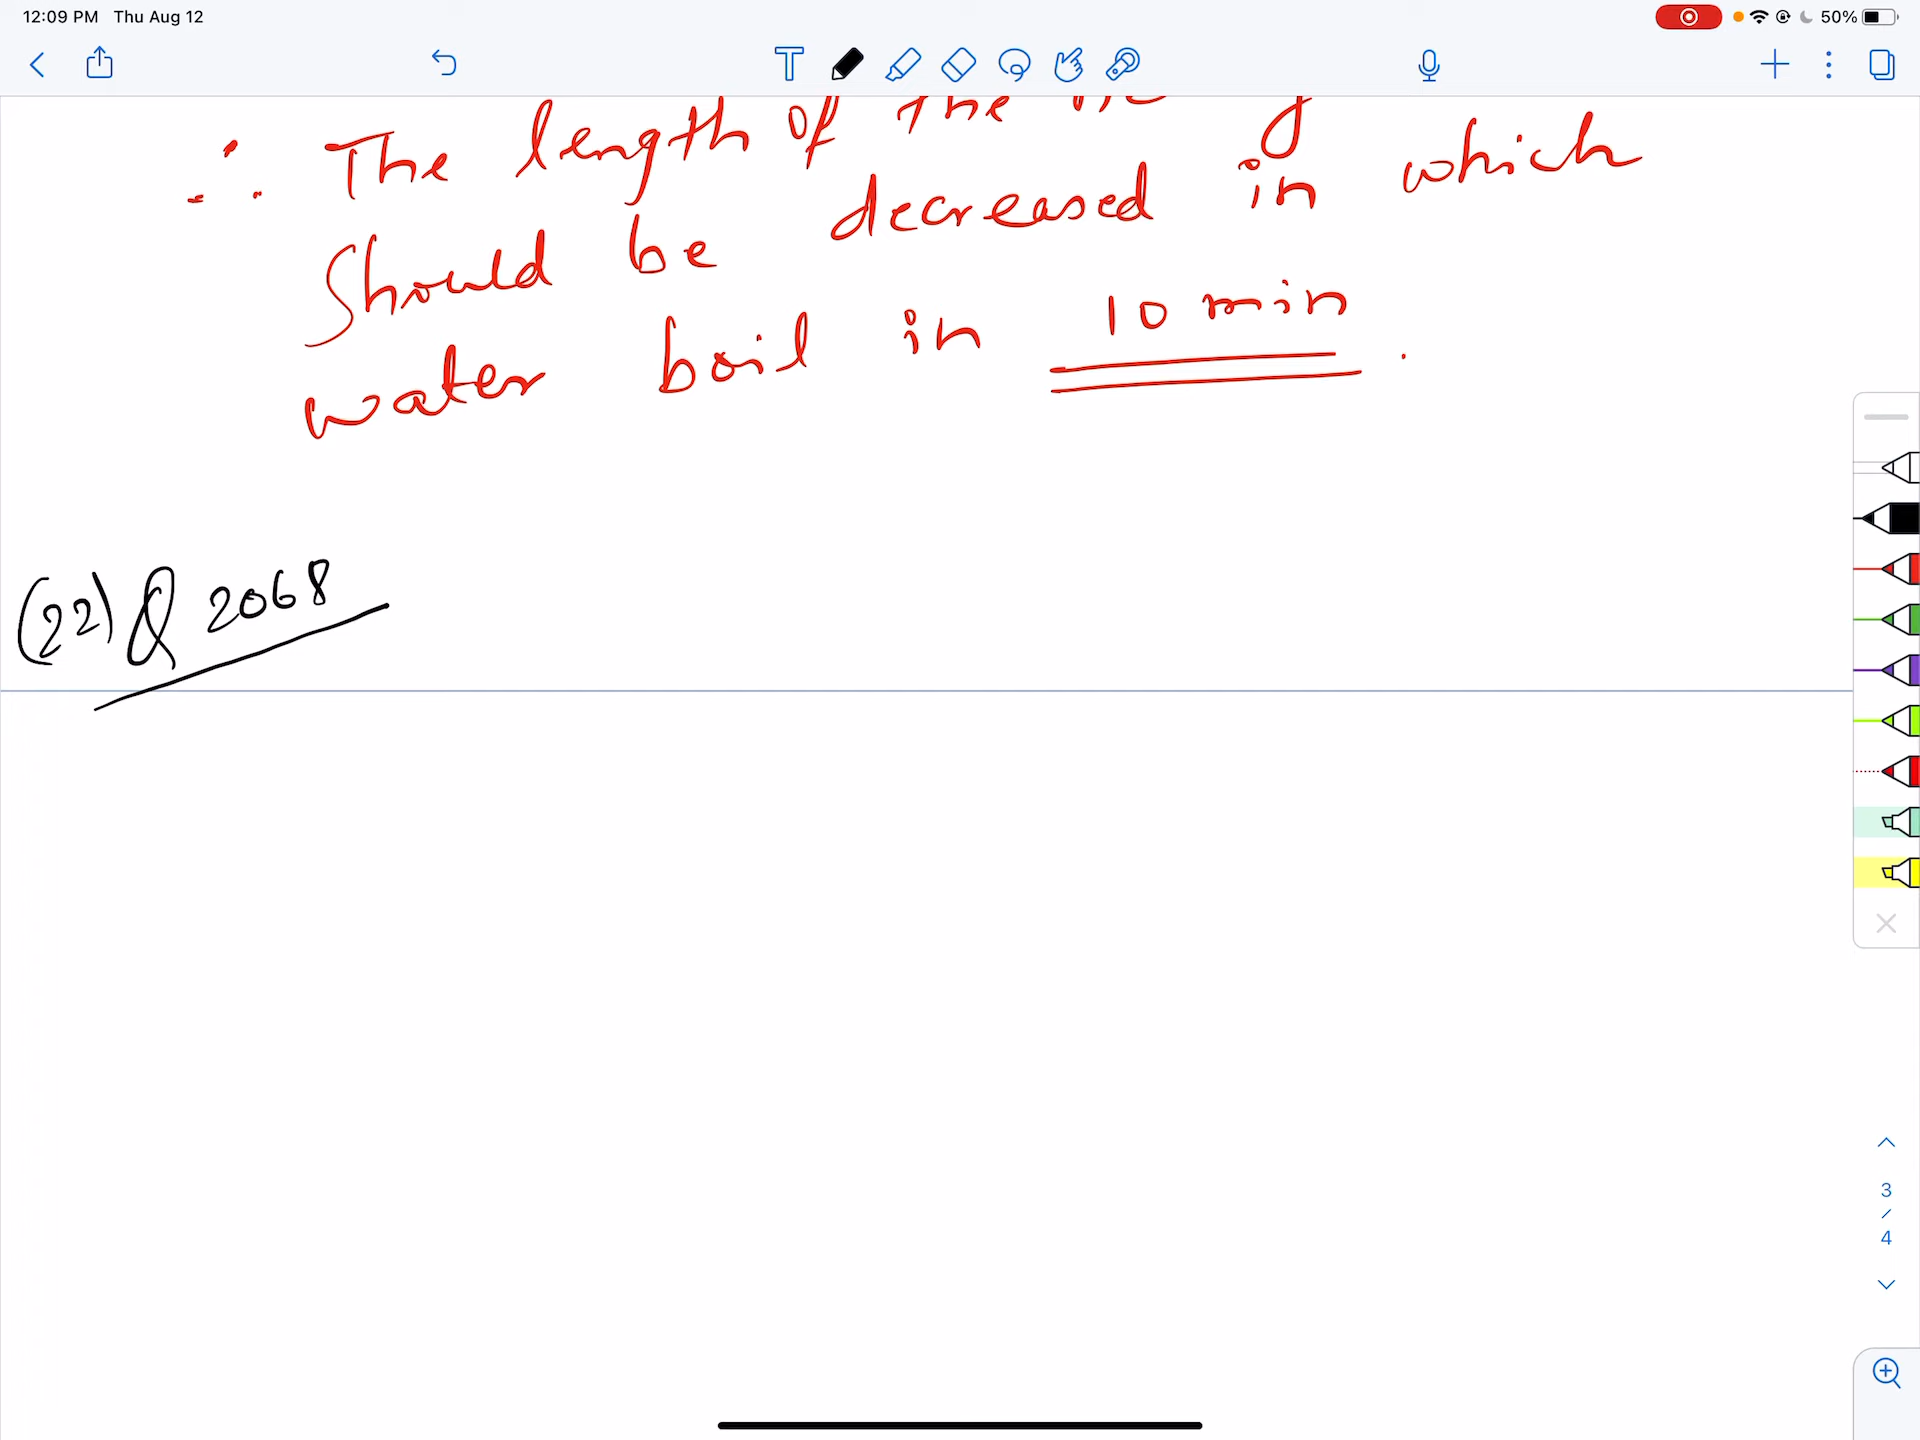 12:09 PM Thu Aug 12
50%
∴ The length of the
should be decreased in which
water boil in 10 min.
(22) Q 2068
3
/
4